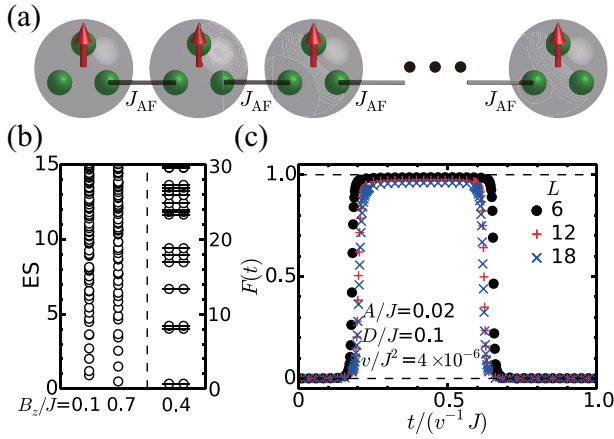 (a)
J_AF J_AF J_AF J_AF
(b)
15
10
5
0
ES
30
20
10
0
B_z/J=0.1 0.7 0.4
(c)
F(t)
1.0
0.5
0
L
6
12
18
A/J=0.02
D/J=0.1
v/J²=4×10⁻⁶
0 0.5 1.0
t/(v⁻¹ J)